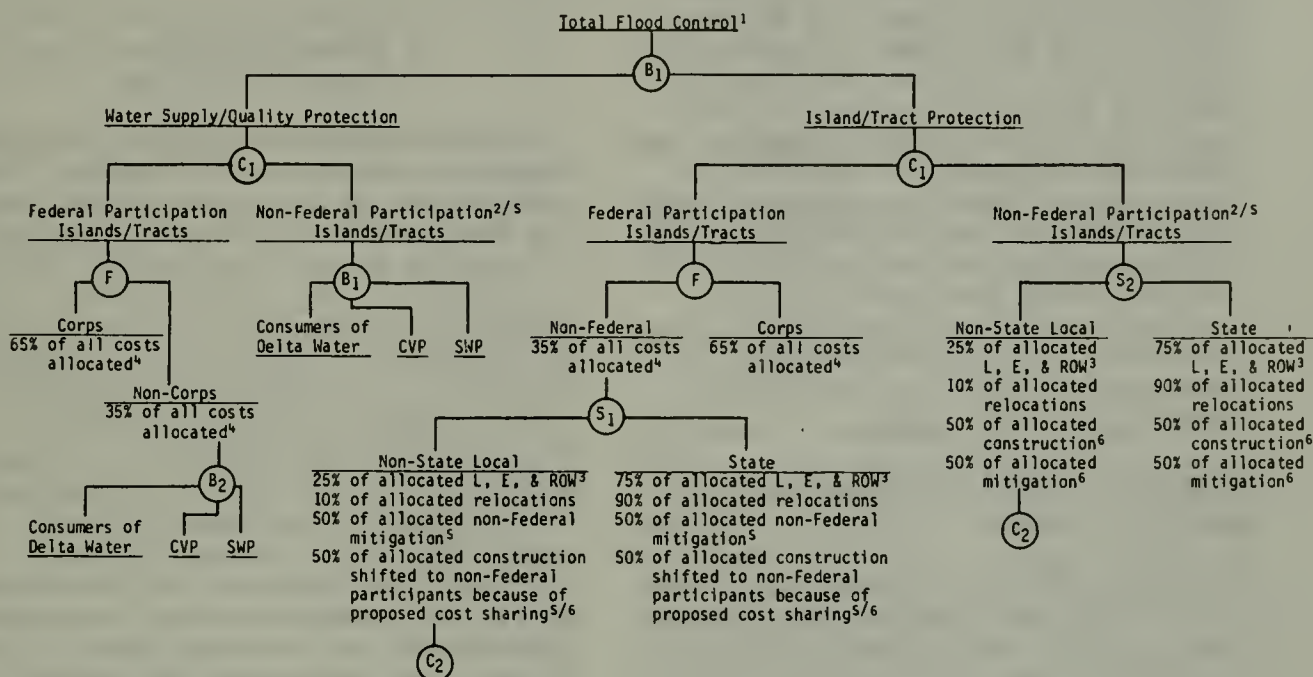 Total Flood Control¹
B₁
Water Supply/Quality Protection
Island/Tract Protection
C₁
C₁
Federal Participation
Islands/Tracts
Non-Federal Participation²/⁵
Islands/Tracts
Federal Participation
Islands/Tracts
Non-Federal Participation²/⁵
Islands/Tracts
F
B₁
F
S₂
Corps
65% of all costs
allocated⁴
Consumers of
Delta Water
CVP
SWP
Non-Federal
35% of all costs
allocated⁴
Corps
65% of all costs
allocated⁴
Non-State Local
25% of allocated
L, E, & ROW³
10% of allocated
relocations
50% of allocated
construction⁶
50% of allocated
mitigation⁶
State
75% of allocated
L, E, & ROW³
90% of allocated
relocations
50% of allocated
construction⁶
50% of allocated
mitigation⁶
Non-Corps
35% of all costs
allocated⁴
S₁
B₂
Non-State Local
25% of allocated L, E, & ROW³
10% of allocated relocations
50% of allocated non-Federal
mitigation⁵
50% of allocated construction
shifted to non-Federal
participants because of
proposed cost sharing⁵/⁶
State
75% of allocated L, E, & ROW³
90% of allocated relocations
50% of allocated non-Federal
mitigation⁵
50% of allocated construction
shifted to non-Federal
participants because of
proposed cost sharing⁵/⁶
C₂
Consumers of
Delta Water
CVP
SWP
C₂